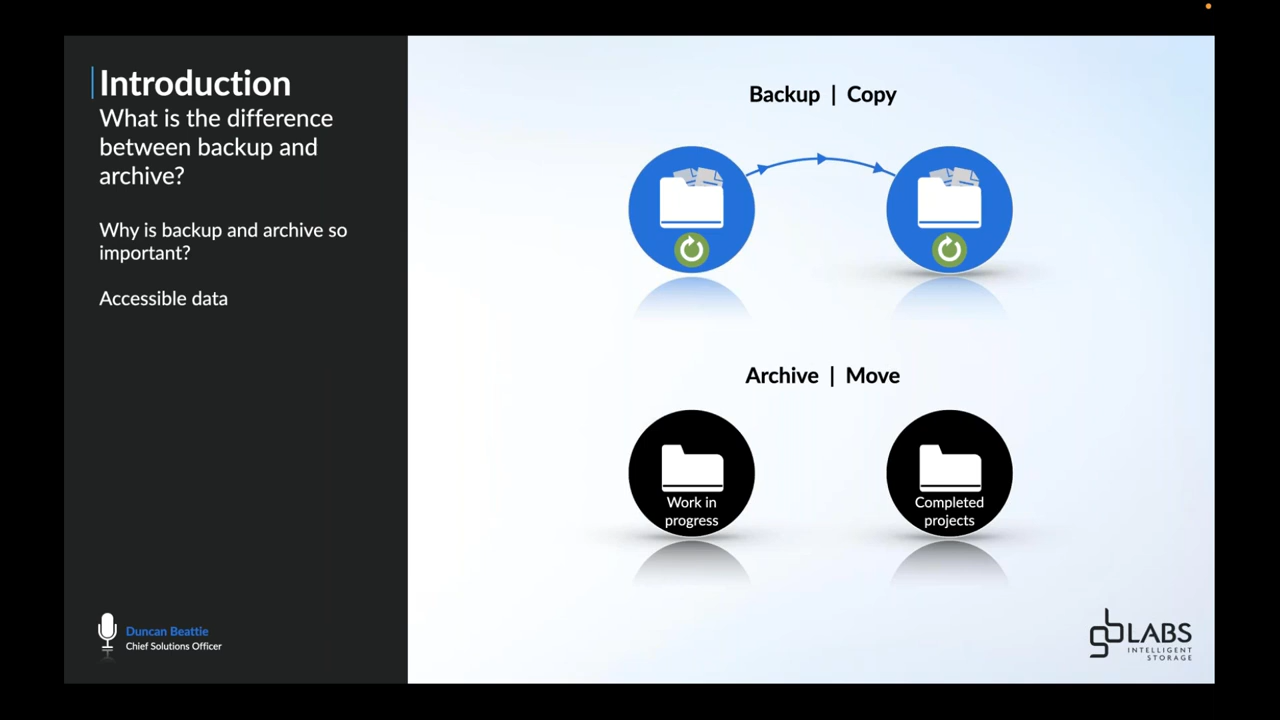 Introduction
What is the difference
between backup and
archive?
Why is backup and archive so
important?
Accessible data
Duncan Beattie
Chief Solutions Officer
Backup | Copy
Archive | Move
Work in
progress
Completed
projects
gb LABS
INTELLIGENT
STORAGE